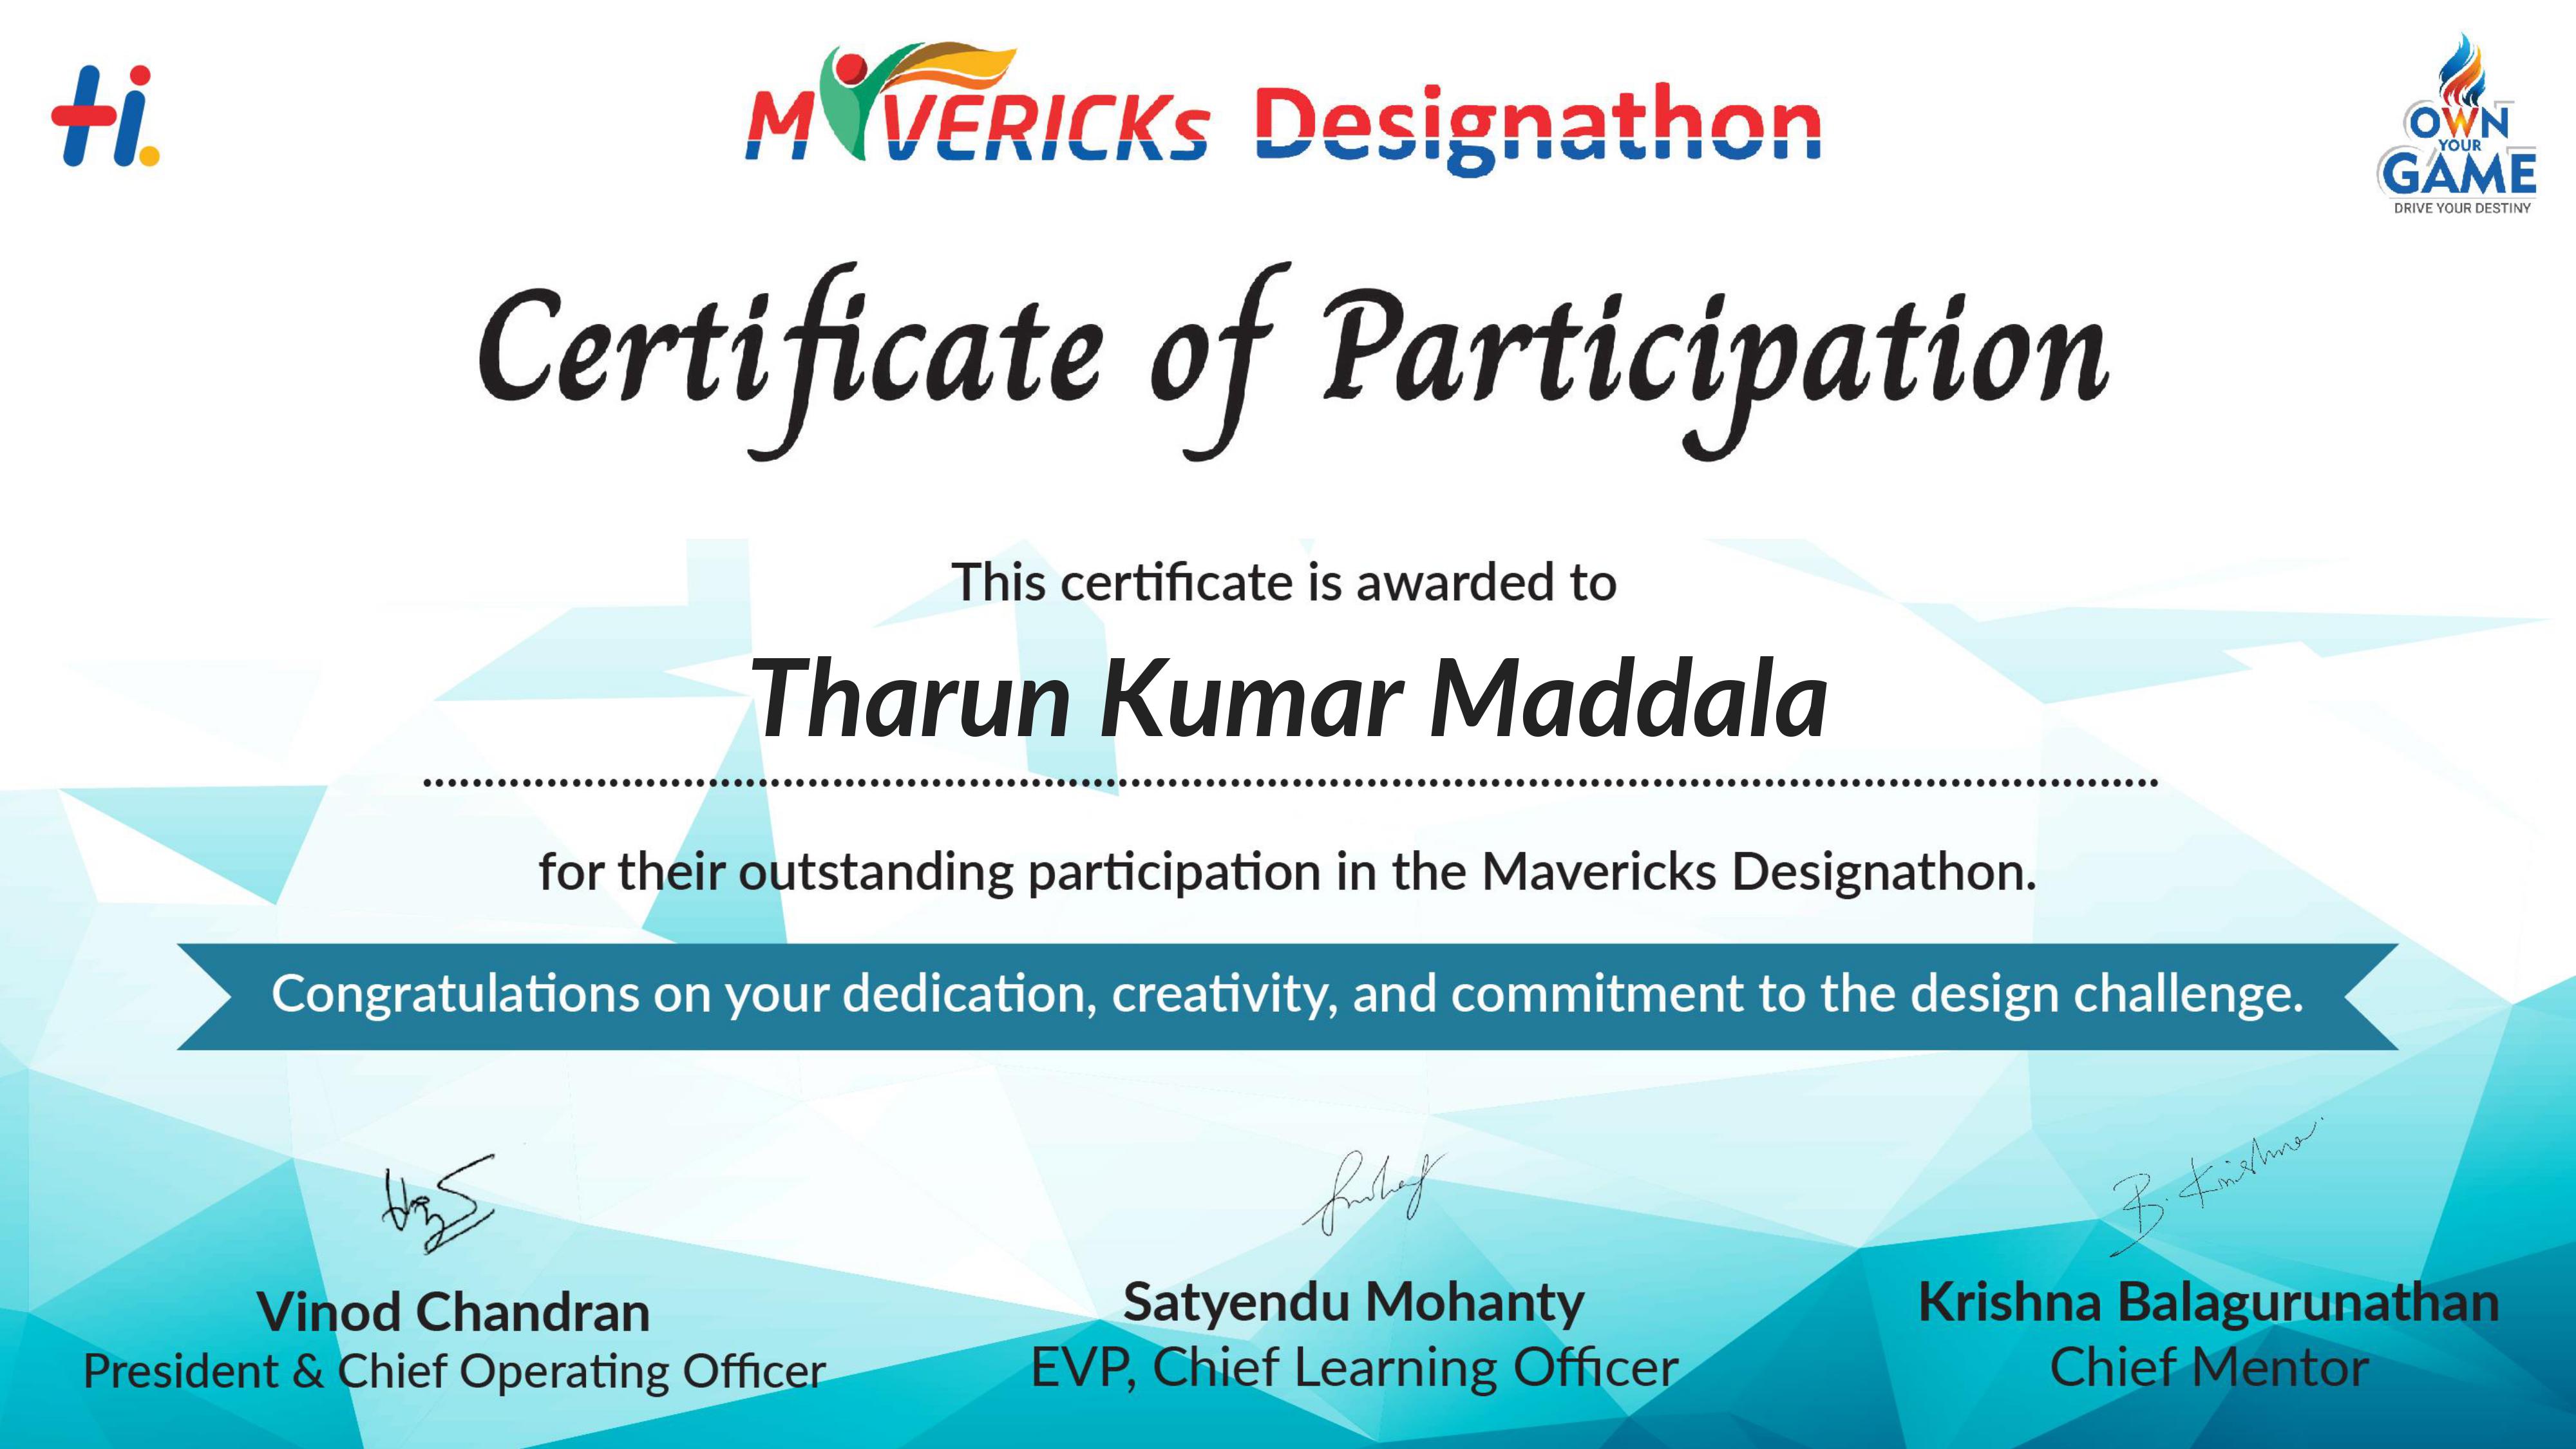 Hi.
MAVERICKs Designathon
OWN
YOUR
GAME
DRIVE YOUR DESTINY
Certificate of Participation
This certificate is awarded to
Tharun Kumar Maddala
for their outstanding participation in the Mavericks Designathon.
Congratulations on your dedication, creativity, and commitment to the design challenge.
B. Krishna
Vinod Chandran
President & Chief Operating Officer
Satyendu Mohanty
EVP, Chief Learning Officer
Krishna Balagurunathan
Chief Mentor